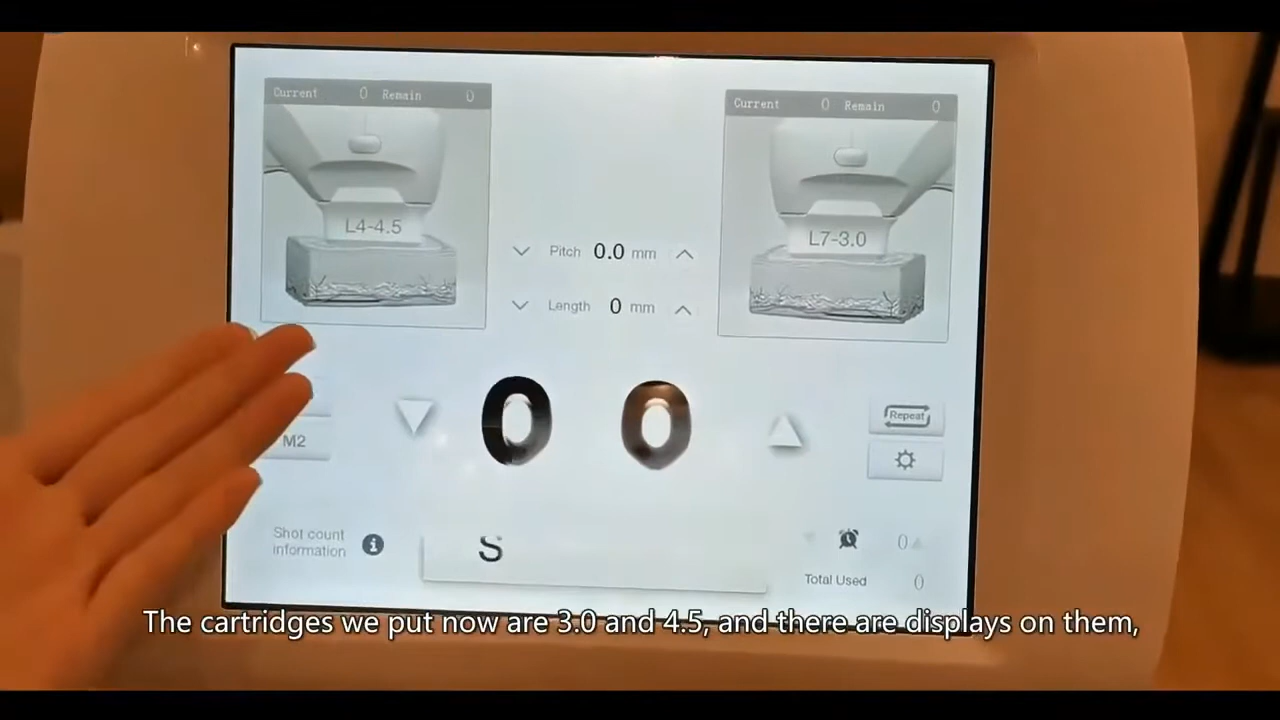 Current 0 Remain 0
Current 0 Remain 0
L4-4.5
L7-3.0
Pitch 0.0 mm
Length 0 mm
0 0
Repeat
M2
Shot count
information
S
0
Total Used 0
The cartridges we put now are 3.0 and 4.5, and there are displays on them,